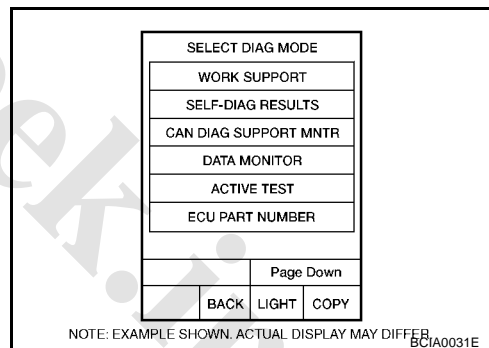 SELECT DIAG MODE
WORK SUPPORT
SELF-DIAG RESULTS
CAN DIAG SUPPORT MNTR
DATA MONITOR
ACTIVE TEST
ECU PART NUMBER
Page Down
BACK LIGHT COPY
NOTE: EXAMPLE SHOWN. ACTUAL DISPLAY MAY DIFFER.
BCIA0031E